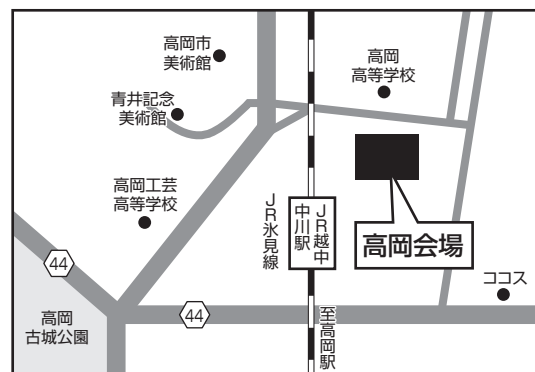 高岡市
美術館
高岡
高等学校
青井記念
美術館
高岡工芸
高等学校
JR氷見線
JR越中
中川駅
高岡会場
44
ココス
44
高岡
古城公園
至高岡駅